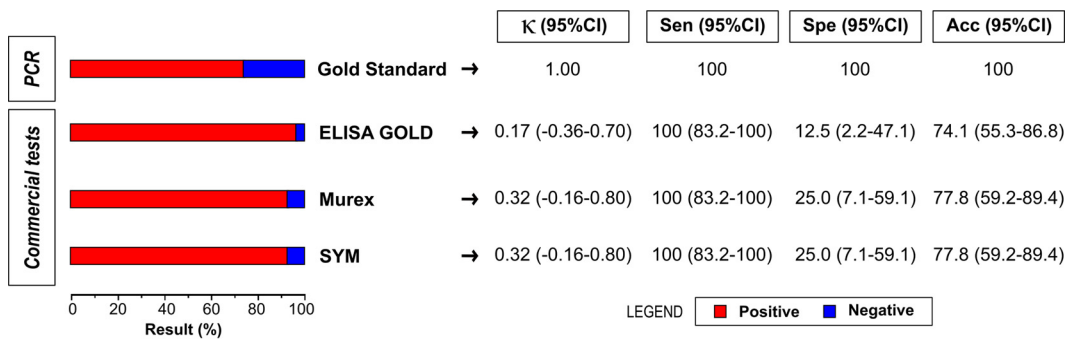 κ (95%CI) Sen (95%CI) Spe (95%CI) Acc (95%CI)
PCR
Gold Standard → 1.00 100 100 100
Commercial tests
ELISA GOLD → 0.17 (-0.36-0.70) 100 (83.2-100) 12.5 (2.2-47.1) 74.1 (55.3-86.8)
Murex → 0.32 (-0.16-0.80) 100 (83.2-100) 25.0 (7.1-59.1) 77.8 (59.2-89.4)
SYM → 0.32 (-0.16-0.80) 100 (83.2-100) 25.0 (7.1-59.1) 77.8 (59.2-89.4)
0 20 40 60 80 100
Result (%)
LEGEND Positive Negative